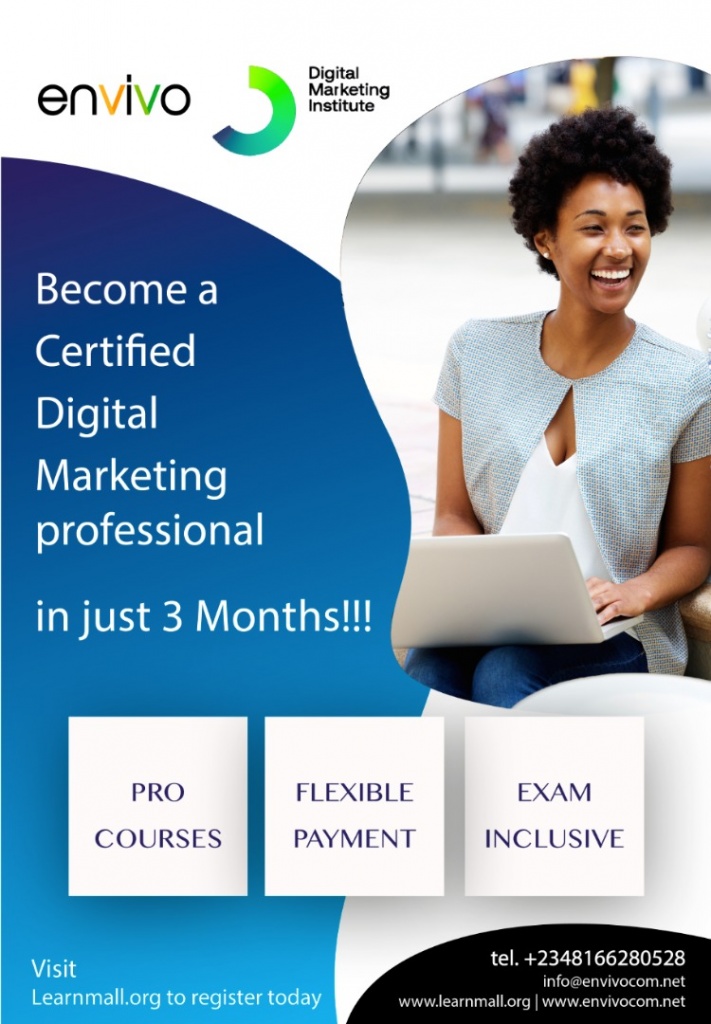 envivo
Digital
Marketing
Institute
Become a
Certified
Digital
Marketing
professional
in just 3 Months!!!
PRO
COURSES
FLEXIBLE
PAYMENT
EXAM
INCLUSIVE
Visit
Learnmall.org to register today
tel. +2348166280528
info@envivocom.net
www.learnmall.org | www.envivocom.net